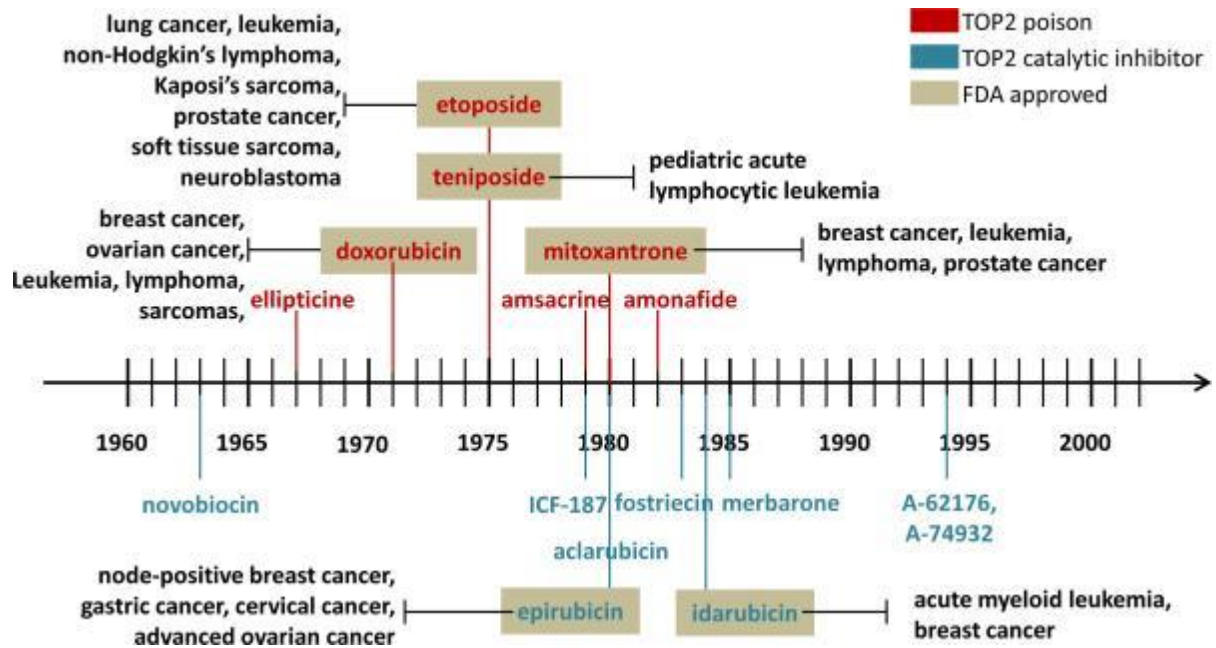 lung cancer, leukemia,
non-Hodgkin's lymphoma,
Kaposi's sarcoma,
prostate cancer,
soft tissue sarcoma,
neuroblastoma
etoposide
teniposide
pediatric acute
lymphocytic leukemia
TOP2 poison
TOP2 catalytic inhibitor
FDA approved
breast cancer,
ovarian cancer,
Leukemia, lymphoma,
sarcomas,
doxorubicin
mitoxantrone
breast cancer, leukemia,
lymphoma, prostate cancer
ellipticine
amsacrine
amonafide
1960 1965 1970 1975 1980 1985 1990 1995 2000
novobiocin
ICF-187
fostriecin
merbarone
A-62176,
A-74932
aclarubicin
node-positive breast cancer,
gastric cancer, cervical cancer,
advanced ovarian cancer
epirubicin
idarubicin
acute myeloid leukemia,
breast cancer